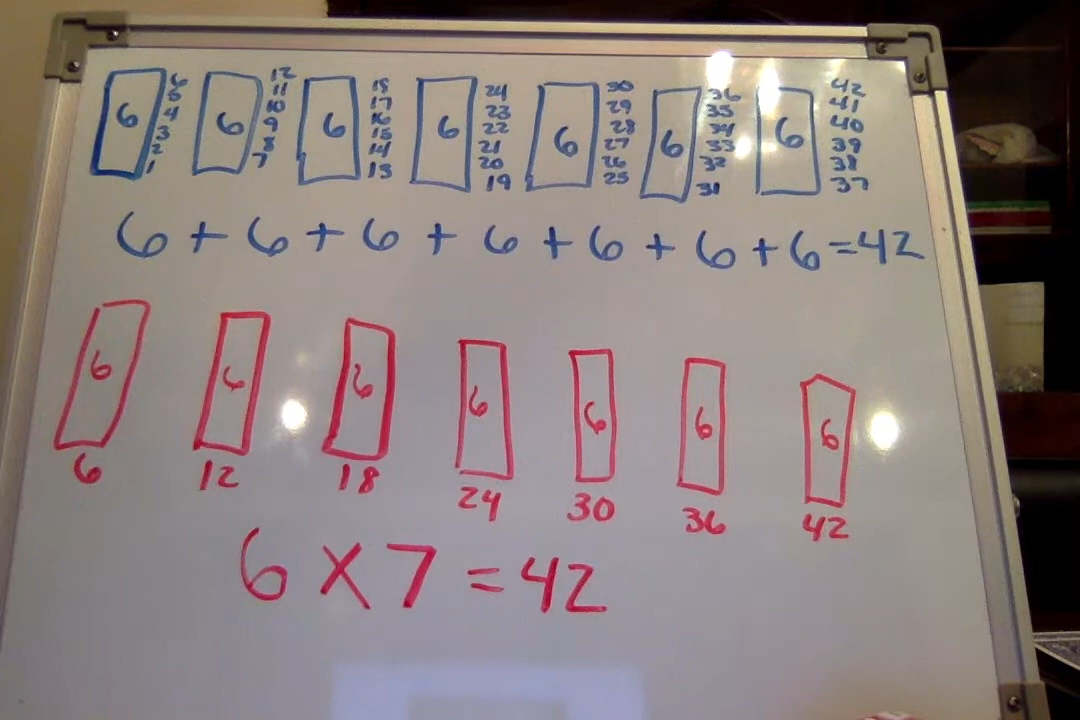 6 6 12 18 24 30 36 42
5 11 17 23 29 35 41
6 4 6 10 6 16 6 22 6 28 6 34 6 40
3 9 15 21 27 33 39
2 8 14 20 26 32 38
1 7 13 19 25 31 37
6 + 6 + 6 + 6 + 6 + 6 + 6 = 42
6 6 6 6 6 6 6
6 12 18 24 30 36 42
6 X 7 = 42